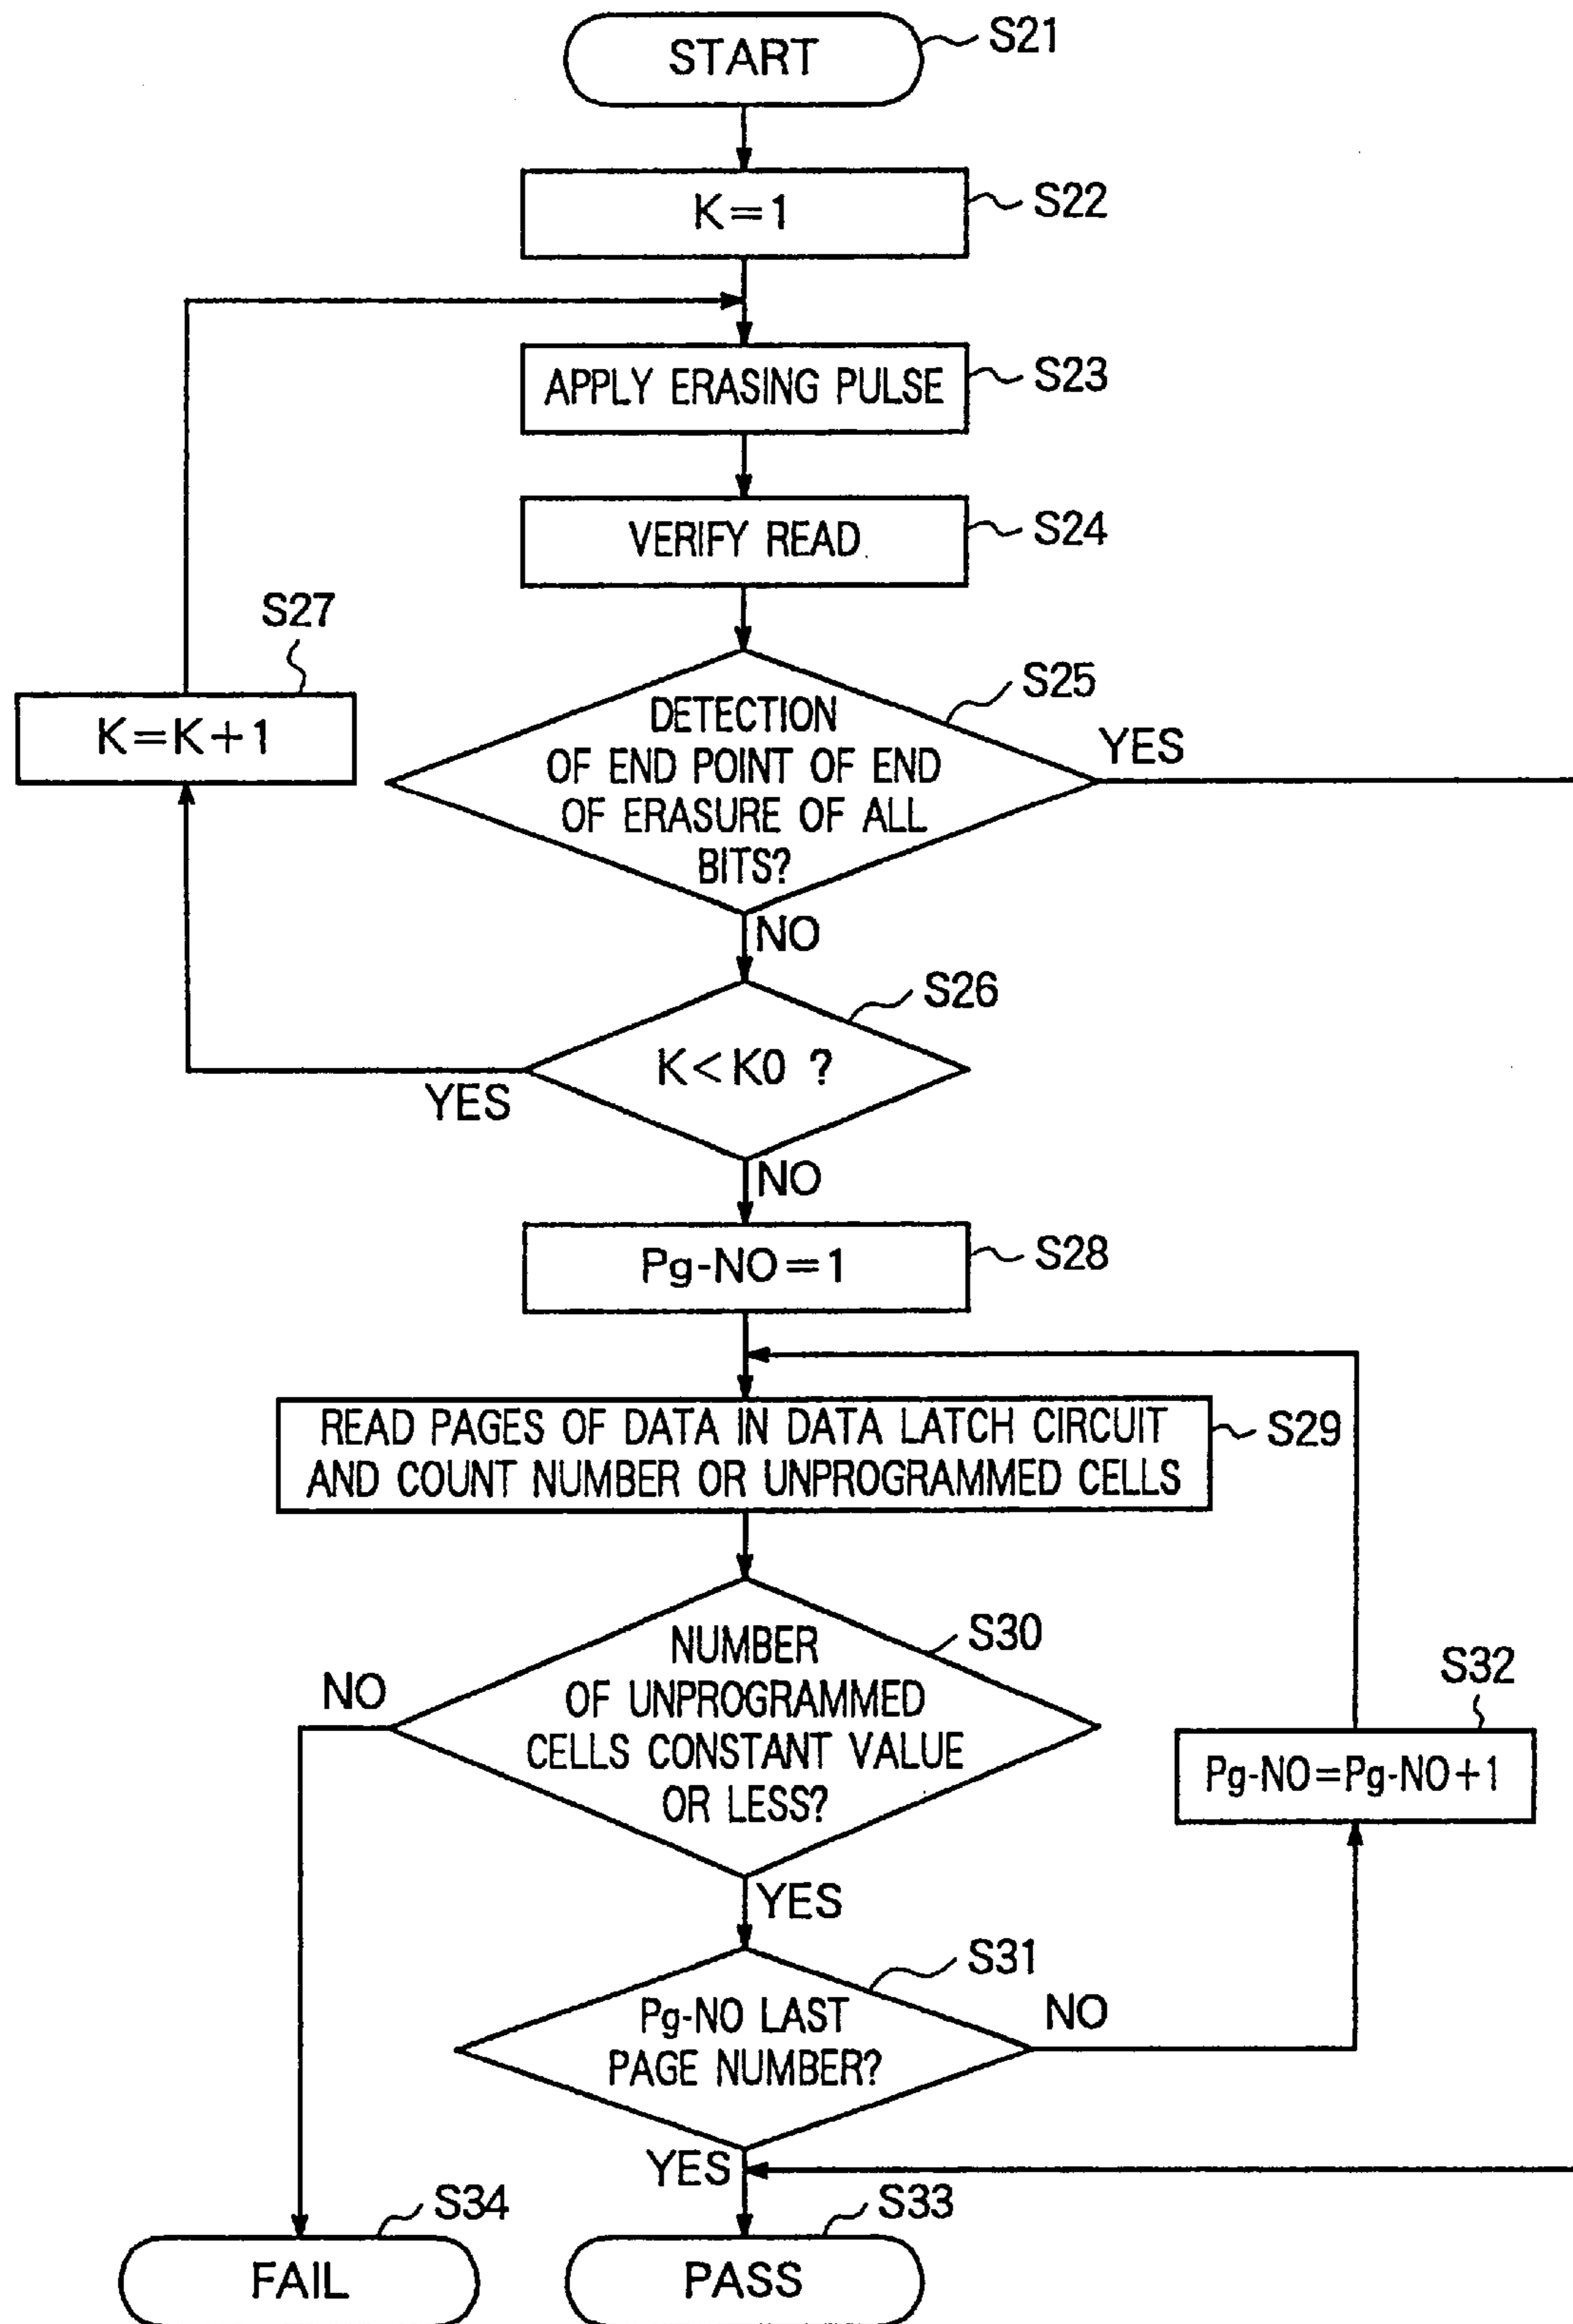 START
S21
K=1
S22
APPLY ERASING PULSE
S23
VERIFY READ
S24
S27
K=K+1
S25
DETECTION
OF END POINT OF END
OF ERASURE OF ALL
BITS?
YES
NO
S26
K<K0 ?
YES
NO
Pg-NO=1
S28
READ PAGES OF DATA IN DATA LATCH CIRCUIT
AND COUNT NUMBER OR UNPROGRAMMED CELLS
S29
S30
NUMBER
OF UNPROGRAMMED
CELLS CONSTANT VALUE
OR LESS?
NO
YES
S32
Pg-NO=Pg-NO+1
S31
Pg-NO LAST
PAGE NUMBER?
NO
YES
S34
FAIL
S33
PASS